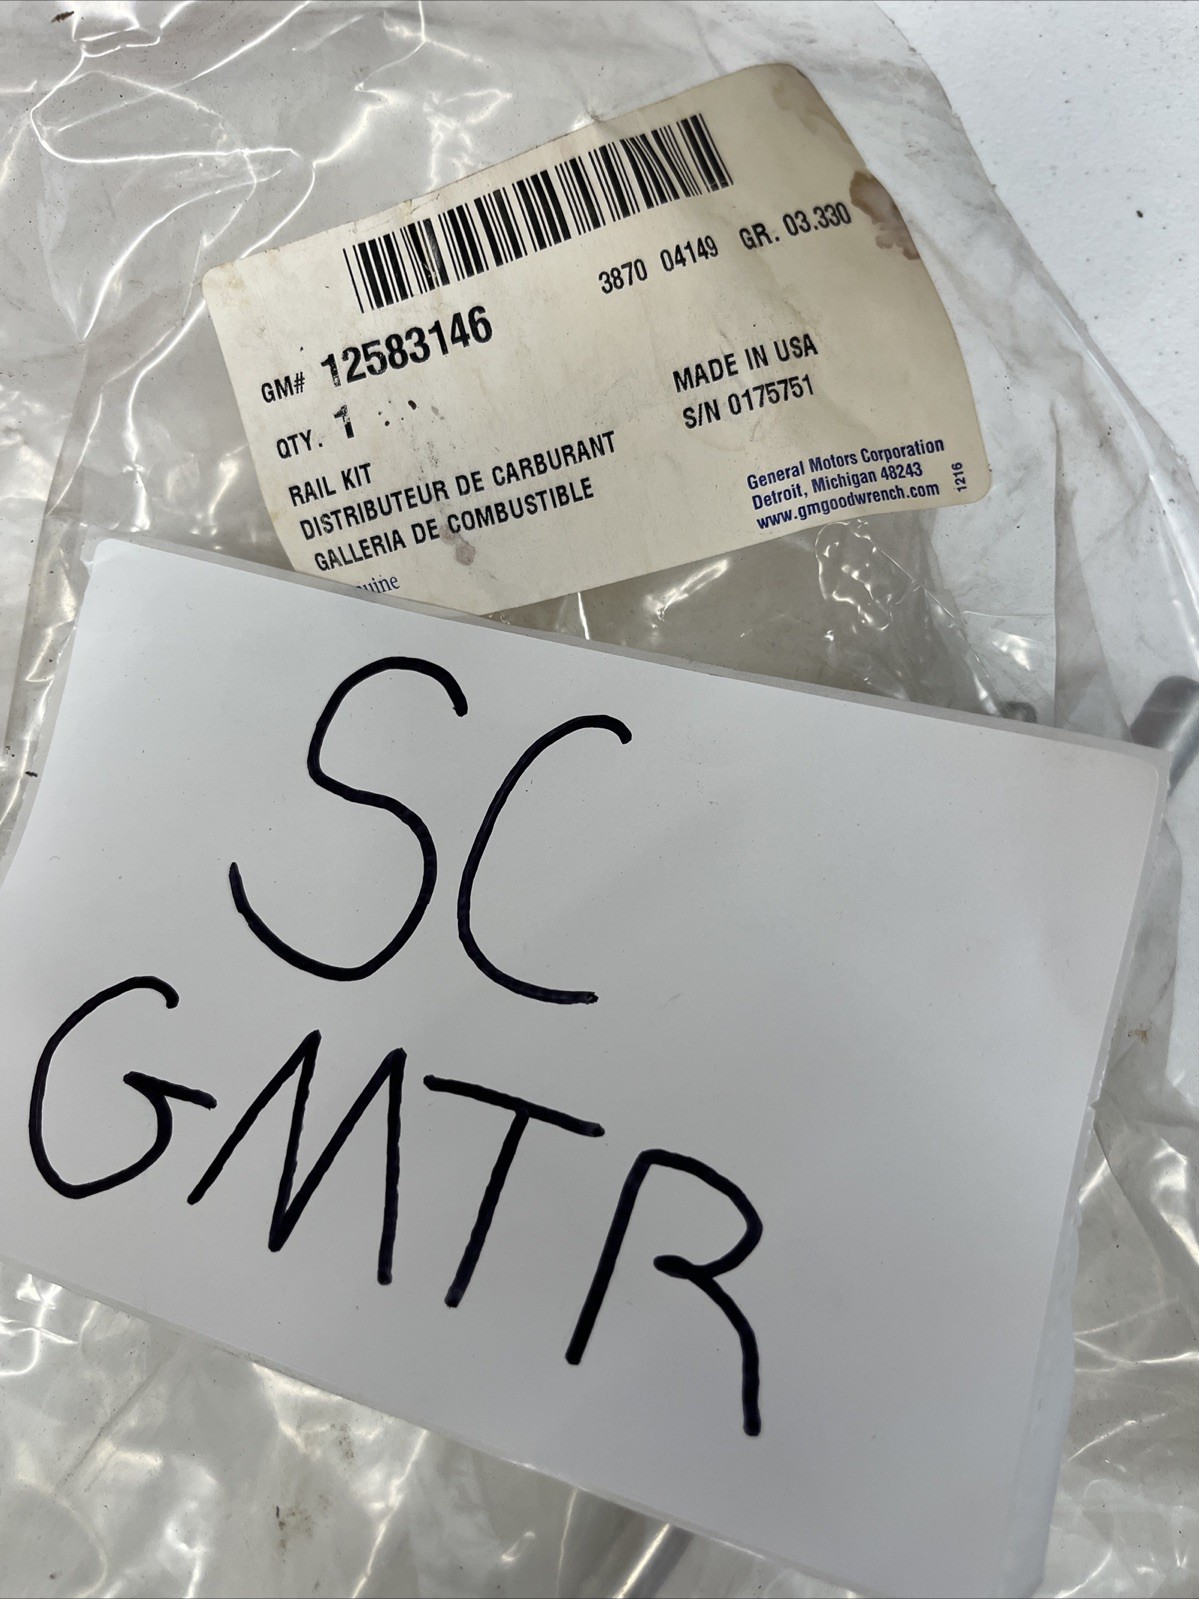 3870 04149 GR. 03.330
GM# 12583146
QTY. 1
MADE IN USA
S/N 0175751
RAIL KIT
DISTRIBUTEUR DE CARBURANT
GALLERIA DE COMBUSTIBLE
General Motors Corporation
Detroit, Michigan 48243
www.gmgoodwrench.com
1216
SC
GMTR